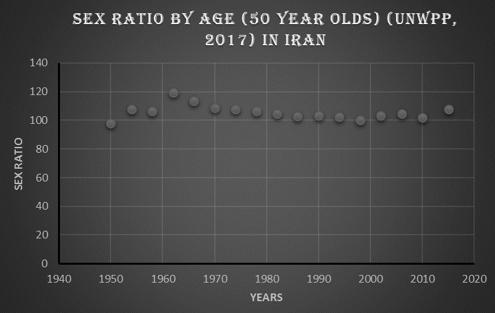 SEX RATIO BY AGE (50 YEAR OLDS) (UNWPP,
2017) IN IRAN
140
120
100
80
60
40
20
0
SEX RATIO
1940 1950 1960 1970 1980 1990 2000 2010 2020
YEARS